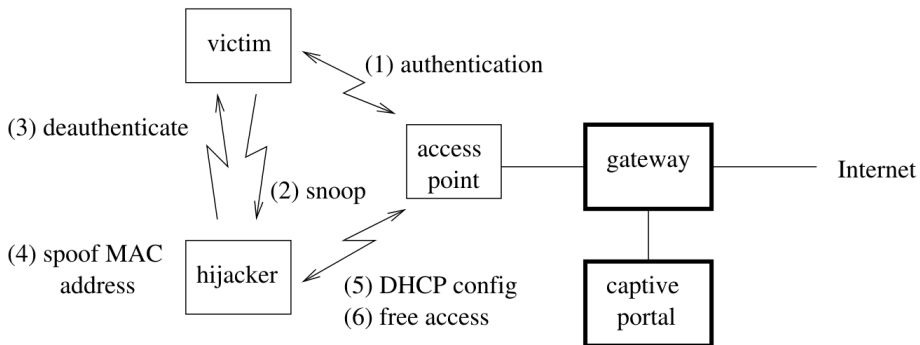 victim
(1) authentication
(3) deauthenticate
access
point
gateway
Internet
(2) snoop
(4) spoof MAC
address
hijacker
(5) DHCP config
(6) free access
captive
portal